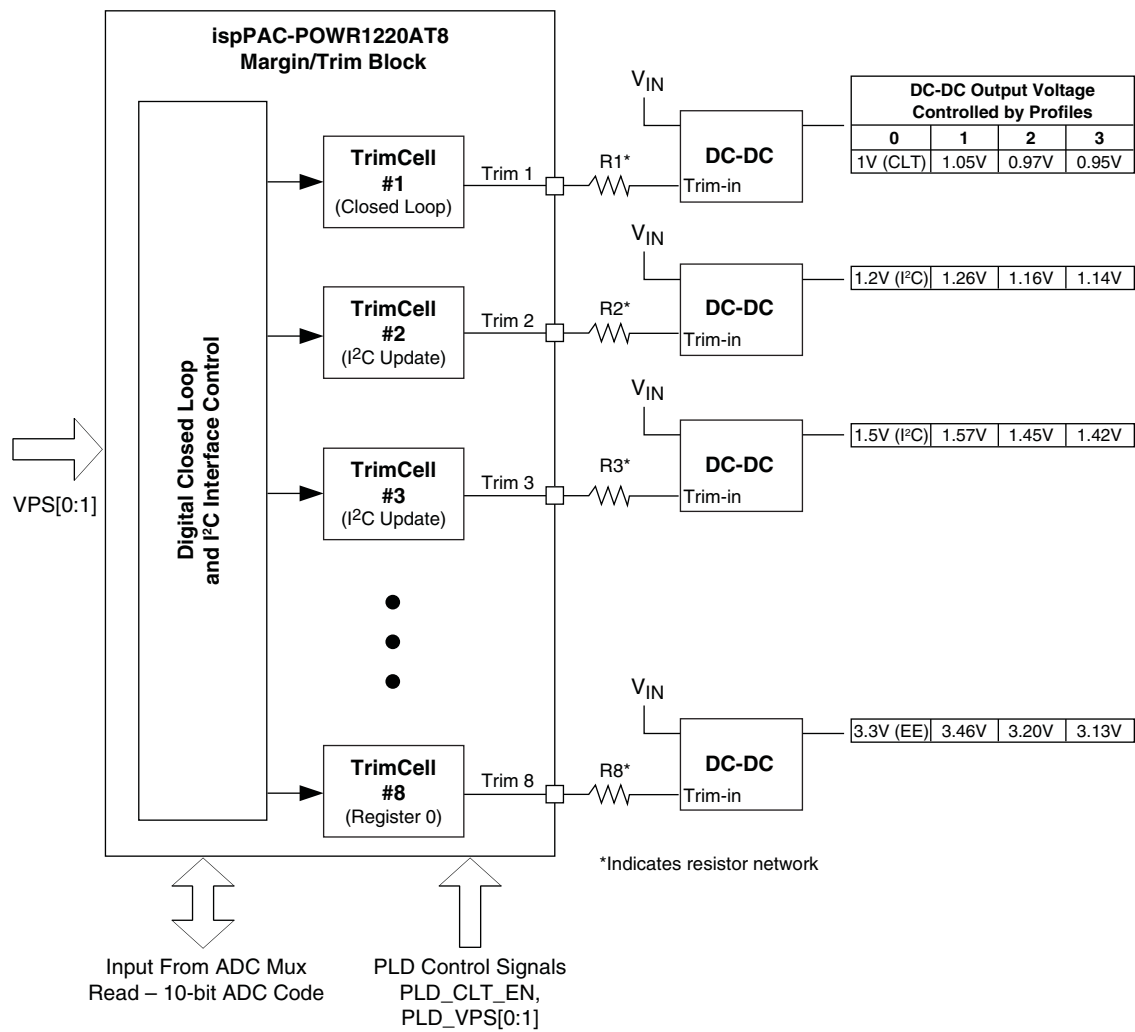 ispPAC-POWR1220AT8
Margin/Trim Block
Digital Closed Loop
and I²C Interface Control
VPS[0:1]
TrimCell
#1
(Closed Loop)
Trim 1
R1*
VIN
DC-DC
Trim-in
DC-DC Output Voltage
Controlled by Profiles
0 1 2 3
1V (CLT) 1.05V 0.97V 0.95V
TrimCell
#2
(I²C Update)
Trim 2
R2*
VIN
DC-DC
Trim-in
1.2V (I²C) 1.26V 1.16V 1.14V
TrimCell
#3
(I²C Update)
Trim 3
R3*
VIN
DC-DC
Trim-in
1.5V (I²C) 1.57V 1.45V 1.42V
TrimCell
#8
(Register 0)
Trim 8
R8*
VIN
DC-DC
Trim-in
3.3V (EE) 3.46V 3.20V 3.13V
*Indicates resistor network
Input From ADC Mux
Read – 10-bit ADC Code
PLD Control Signals
PLD_CLT_EN,
PLD_VPS[0:1]